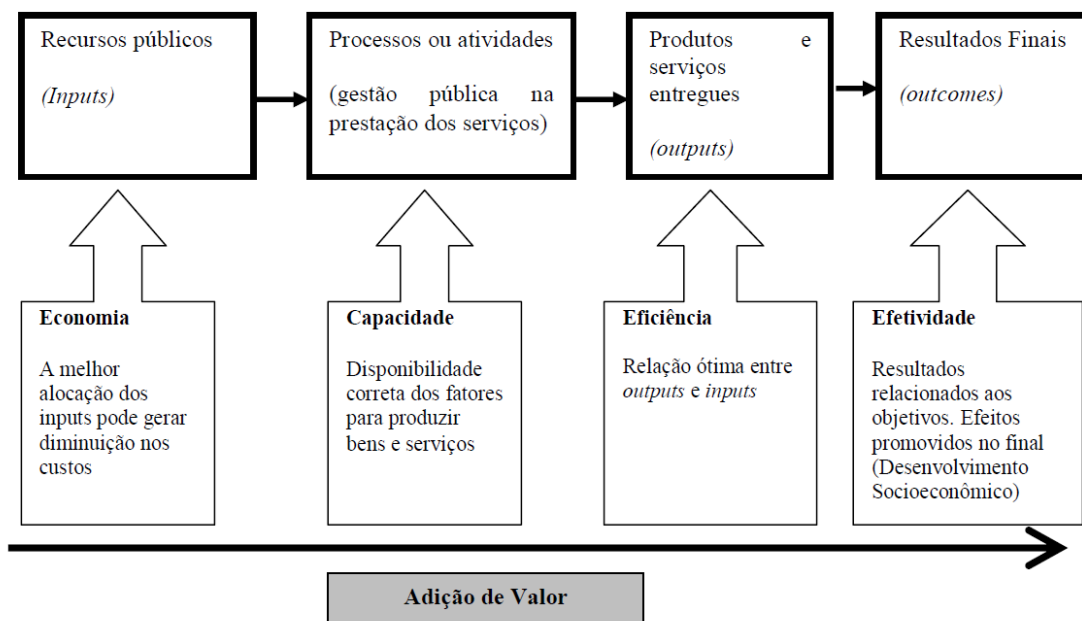 Recursos públicos
(Inputs)
Processos ou atividades
(gestão pública na
prestação dos serviços)
Produtos e
serviços
entregues
(outputs)
Resultados Finais
(outcomes)
Economia
A melhor
alocação dos
inputs pode gerar
diminuição nos
custos
Capacidade
Disponibilidade
correta dos fatores
para produzir
bens e serviços
Eficiência
Relação ótima entre
outputs e inputs
Efetividade
Resultados
relacionados aos
objetivos. Efeitos
promovidos no final
(Desenvolvimento
Socioeconômico)
Adição de Valor